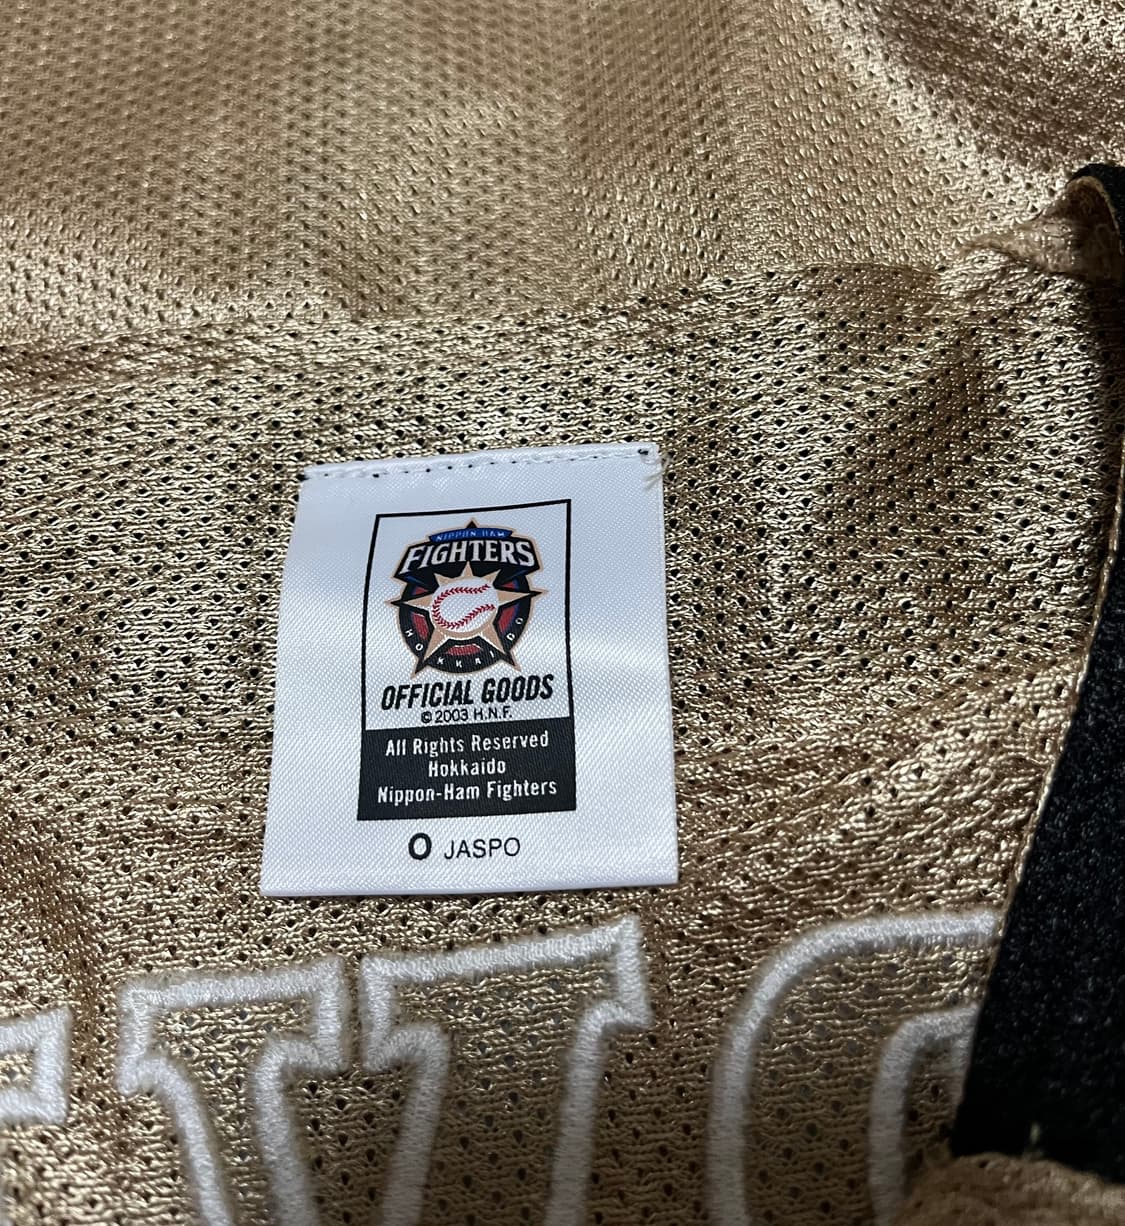 NIPPON HAM
FIGHTERS
HOKKAIDO
OFFICIAL GOODS
©2003 H.N.F.
All Rights Reserved
Hokkaido
Nippon-Ham Fighters
O JASPO